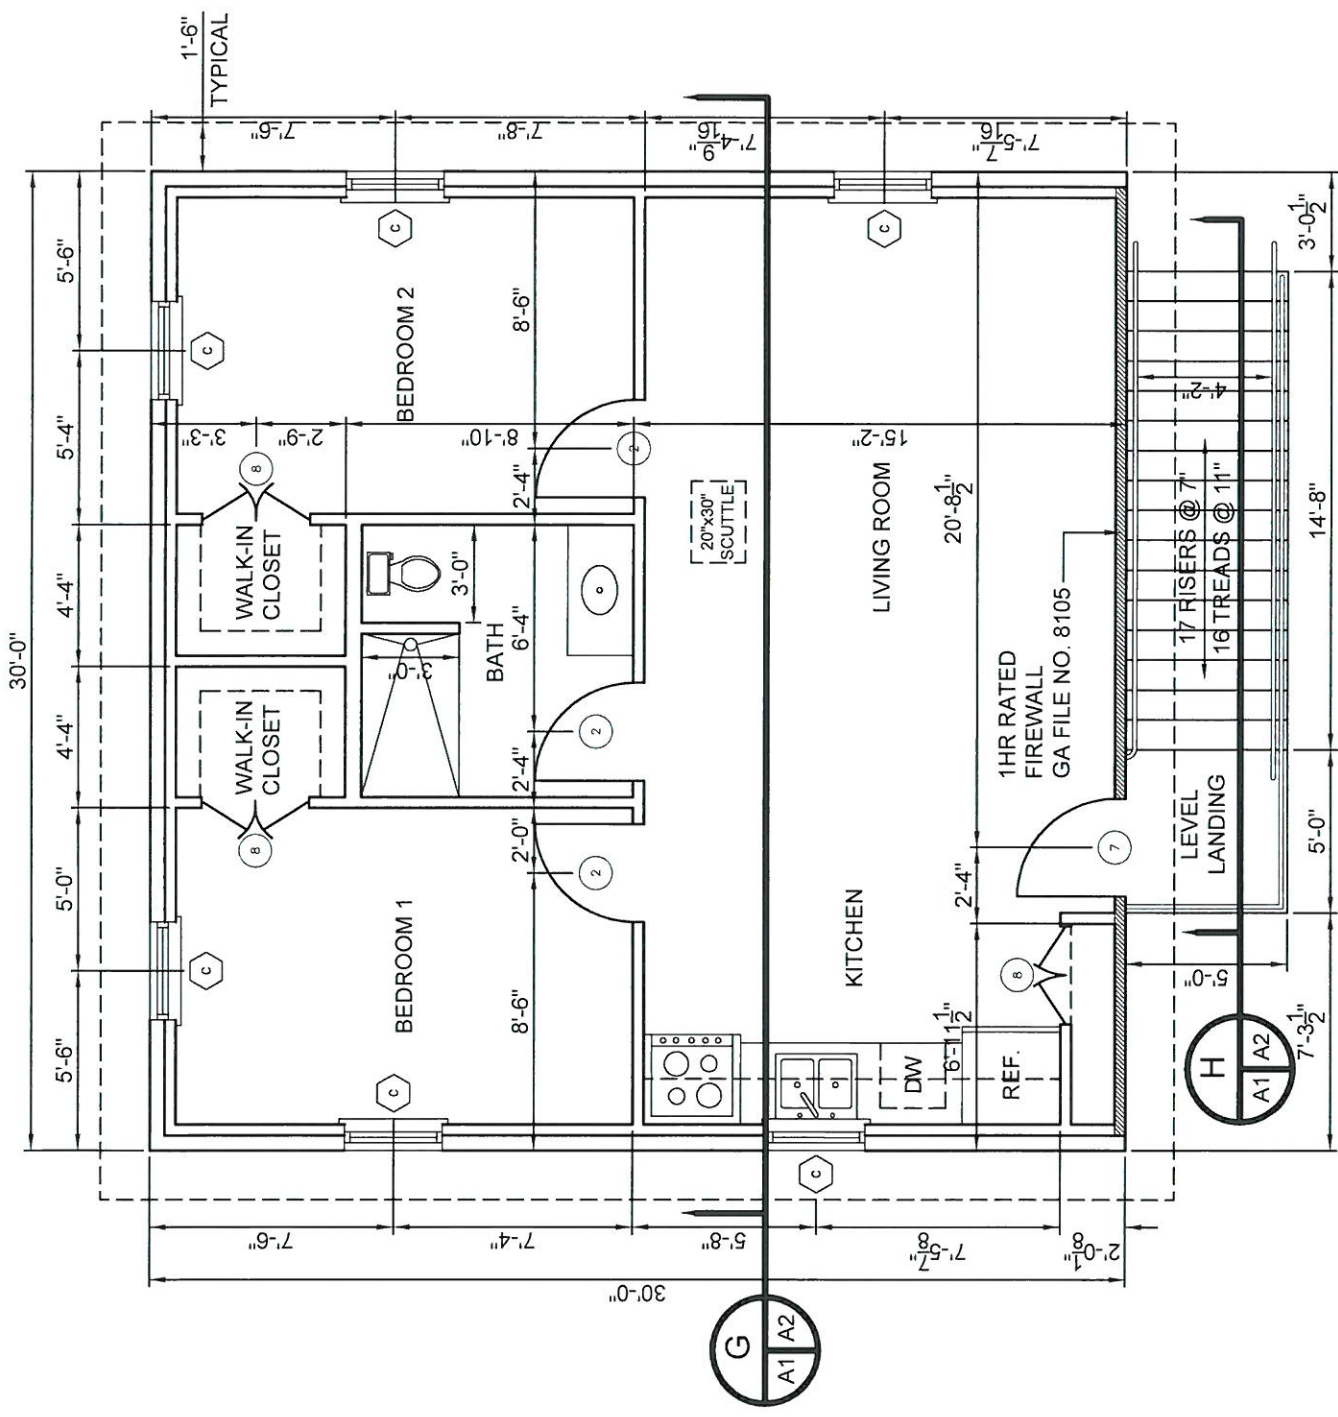 1'-6"
TYPICAL
30'-0"
5'-6"
5'-0"
4'-4"
4'-4"
5'-4"
5'-6"
7'-6"
7'-8"
7'-4 9/16"
7'-5 7/16"
7'-6"
7'-4"
5'-8"
7'-5 7/8"
2'-0 1/8"
30'-0"
C
C
C
C
C
C
8
8
WALK-IN
CLOSET
WALK-IN
CLOSET
3'-3"
2'-9"
8'-10"
15'-2"
BEDROOM 1
BEDROOM 2
BATH
3'-0"
3'-0"
8'-6"
2'-0"
2'-4"
6'-4"
2'-4"
8'-6"
2
2
2
20"x30"
SCUTTLE
KITCHEN
LIVING ROOM
DW
REF.
6'-11 1/2"
2'-4"
20'-8 1/2"
8
7
1HR RATED
FIREWALL
GA FILE NO. 8105
LEVEL
LANDING
17 RISERS @ 7"
16 TREADS @ 11"
4'-2"
5'-0"
7'-3 1/2"
5'-0"
14'-8"
3'-0 1/2"
G
A1
A2
H
A1
A2